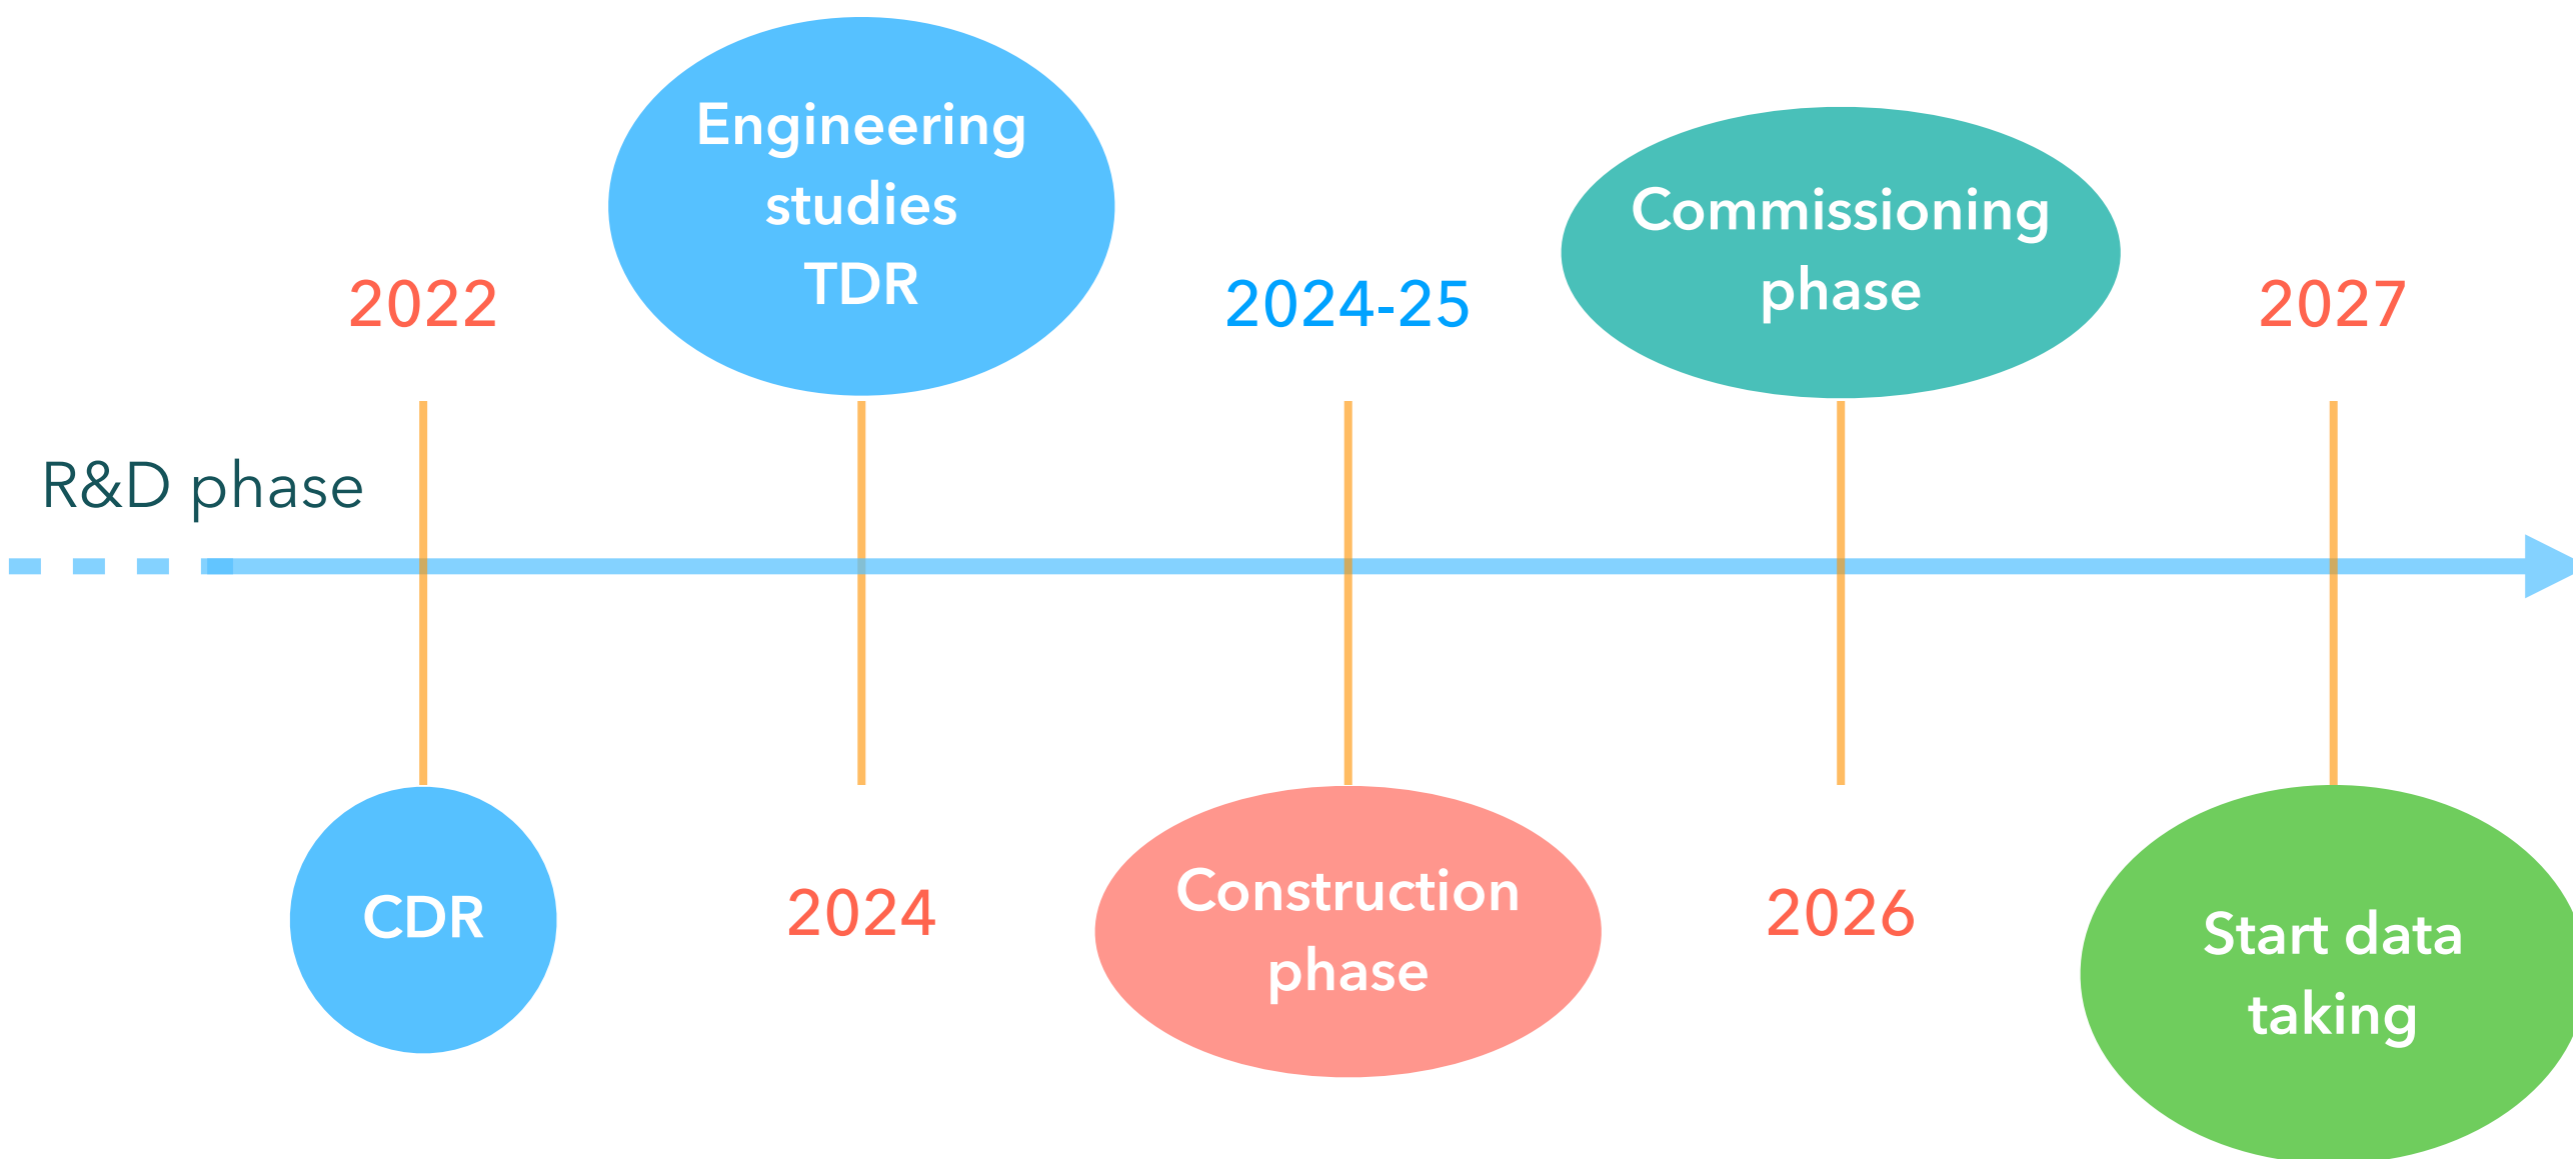 R&D phase
2022
CDR
Engineering
studies
TDR
2024
2024-25
Construction
phase
Commissioning
phase
2026
2027
Start data
taking